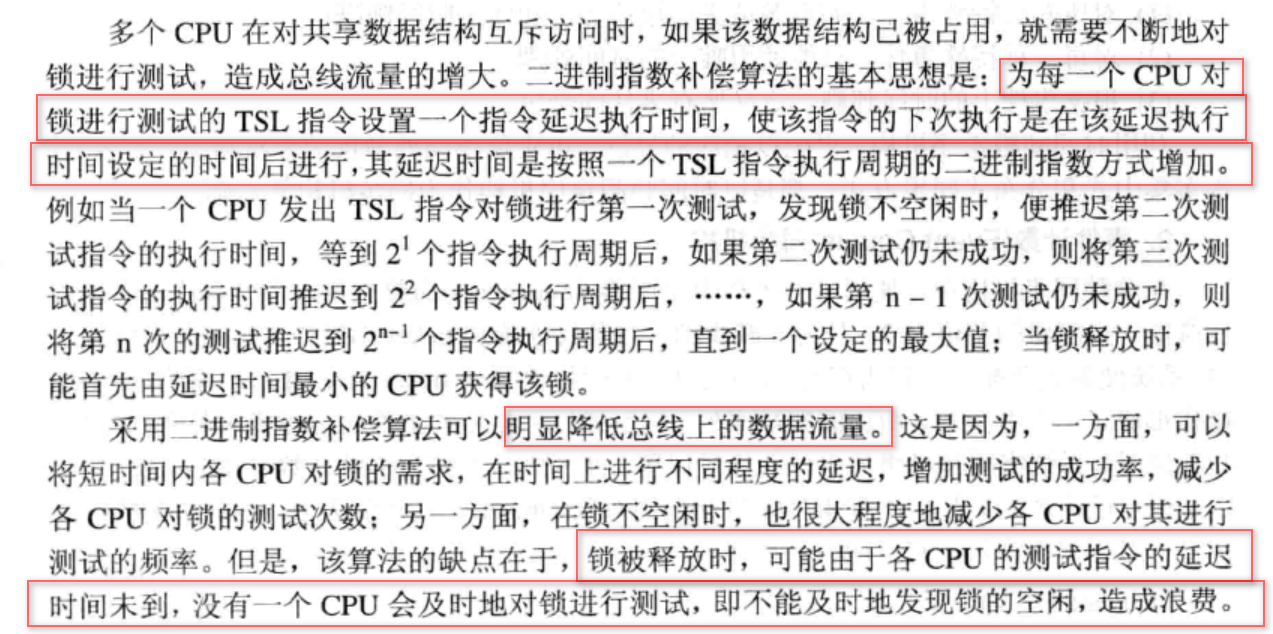 多个 CPU 在对共享数据结构互斥访问时，如果该数据结构已被占用，就需要不断地对
锁进行测试，造成总线流量的增大。二进制指数补偿算法的基本思想是：为每一个 CPU 对
锁进行测试的 TSL 指令设置一个指令延迟执行时间，使该指令的下次执行是在该延迟执行
时间设定的时间后进行，其延迟时间是按照一个 TSL 指令执行周期的二进制指数方式增加。
例如当一个 CPU 发出 TSL 指令对锁进行第一次测试，发现锁不空闲时，便推迟第二次测
试指令的执行时间，等到 2¹ 个指令执行周期后，如果第二次测试仍未成功，则将第三次测
试指令的执行时间推迟到 2² 个指令执行周期后，……，如果第 n – 1 次测试仍未成功，则
将第 n 次的测试推迟到 2ⁿ⁻¹ 个指令执行周期后，直到一个设定的最大值；当锁释放时，可
能首先由延迟时间最小的 CPU 获得该锁。
采用二进制指数补偿算法可以明显降低总线上的数据流量。这是因为，一方面，可以
将短时间内各 CPU 对锁的需求，在时间上进行不同程度的延迟，增加测试的成功率，减少
各 CPU 对锁的测试次数；另一方面，在锁不空闲时，也很大程度地减少各 CPU 对其进行
测试的频率。但是，该算法的缺点在于，锁被释放时，可能由于各 CPU 的测试指令的延迟
时间未到，没有一个 CPU 会及时地对锁进行测试，即不能及时地发现锁的空闲，造成浪费。